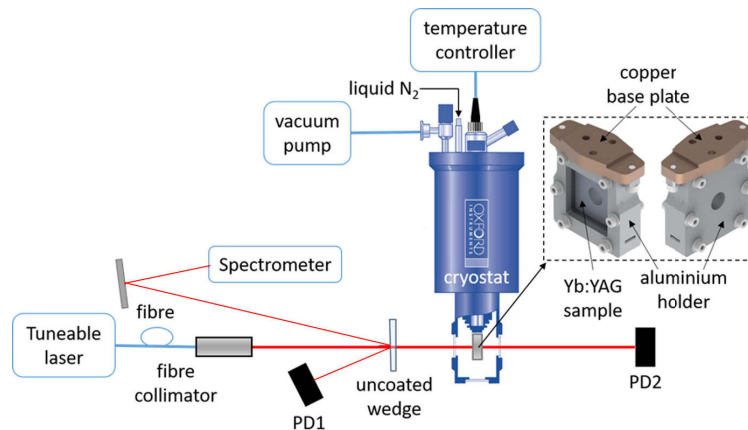 temperature
controller
liquid N2
vacuum
pump
copper
base plate
OXFORD
INSTRUMENTS
cryostat
Yb:YAG
sample
aluminium
holder
Spectrometer
fibre
Tuneable
laser
fibre
collimator
PD1
uncoated
wedge
PD2